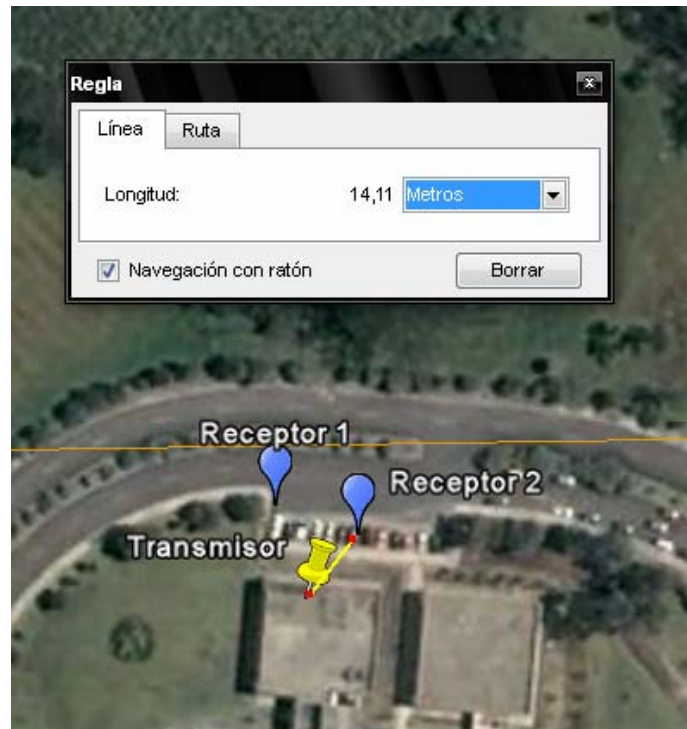 Regla
Línea Ruta
Longitud: 14,11 Metros
Navegación con ratón Borrar
Receptor 1
Receptor 2
Transmisor